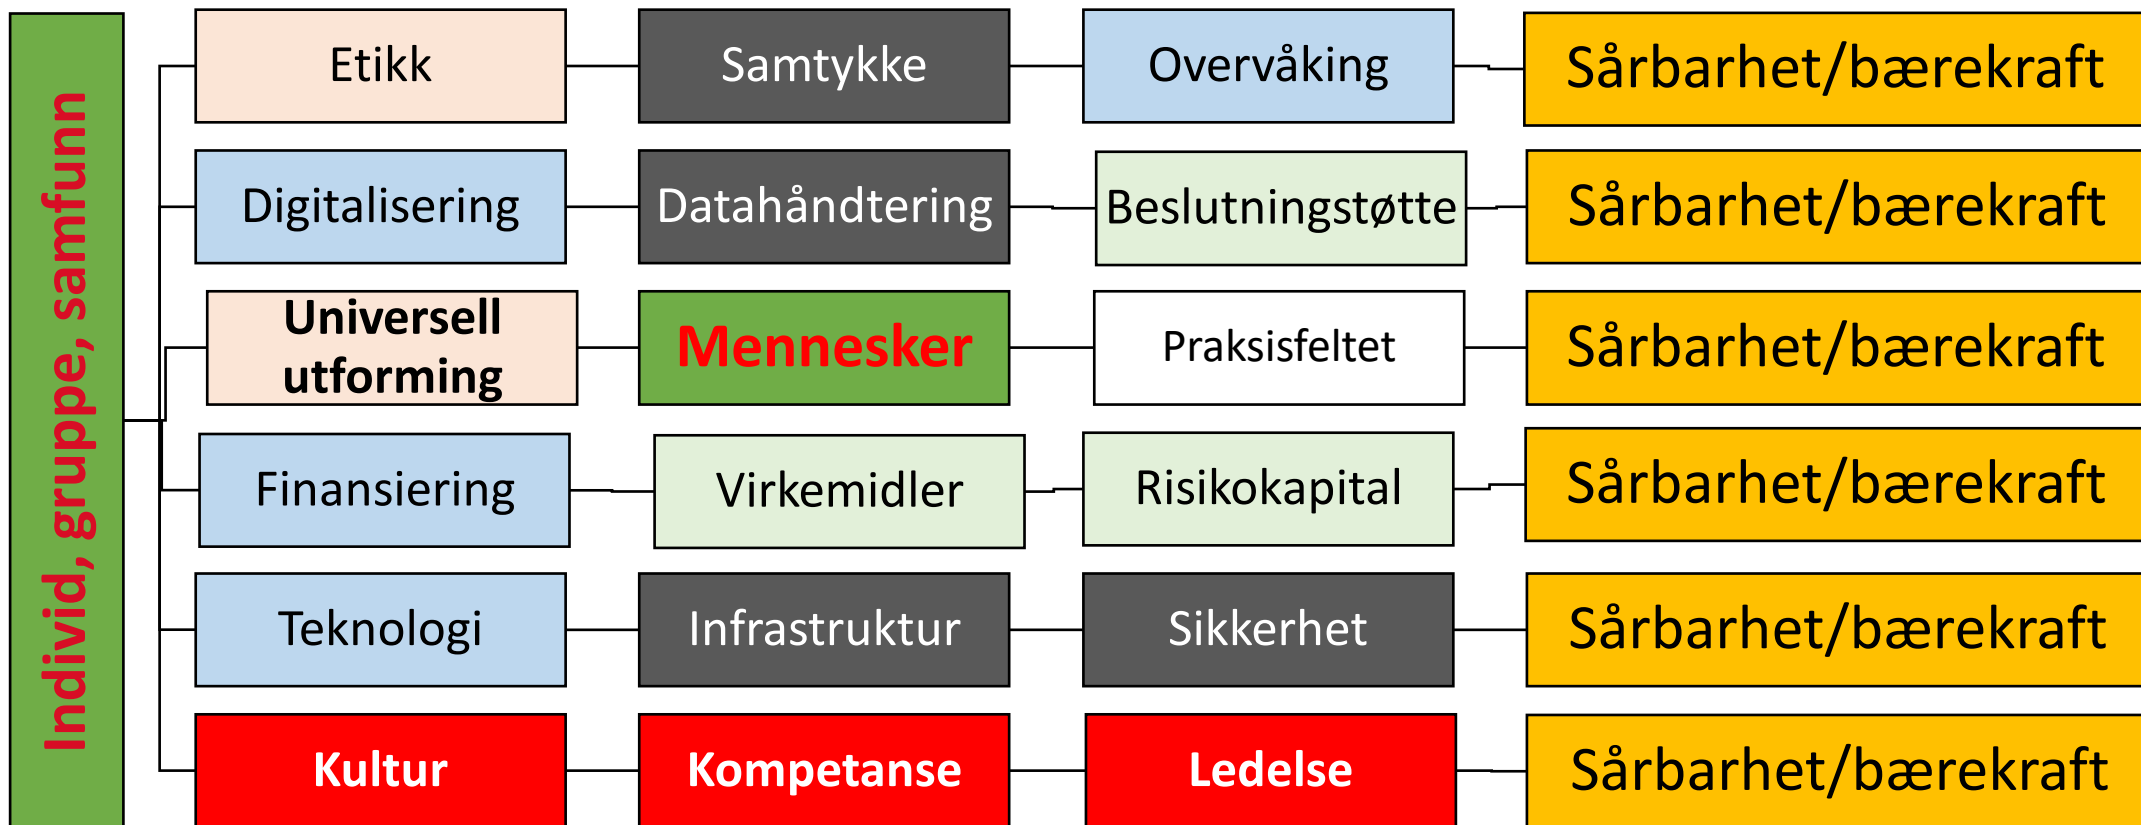 Individ, gruppe, samfunn
Etikk
Samtykke
Overvåking
Sårbarhet/bærekraft
Digitalisering
Datahåndtering
Beslutningstøtte
Sårbarhet/bærekraft
Universell
utforming
Mennesker
Praksisfeltet
Sårbarhet/bærekraft
Finansiering
Virkemidler
Risikokapital
Sårbarhet/bærekraft
Teknologi
Infrastruktur
Sikkerhet
Sårbarhet/bærekraft
Kultur
Kompetanse
Ledelse
Sårbarhet/bærekraft